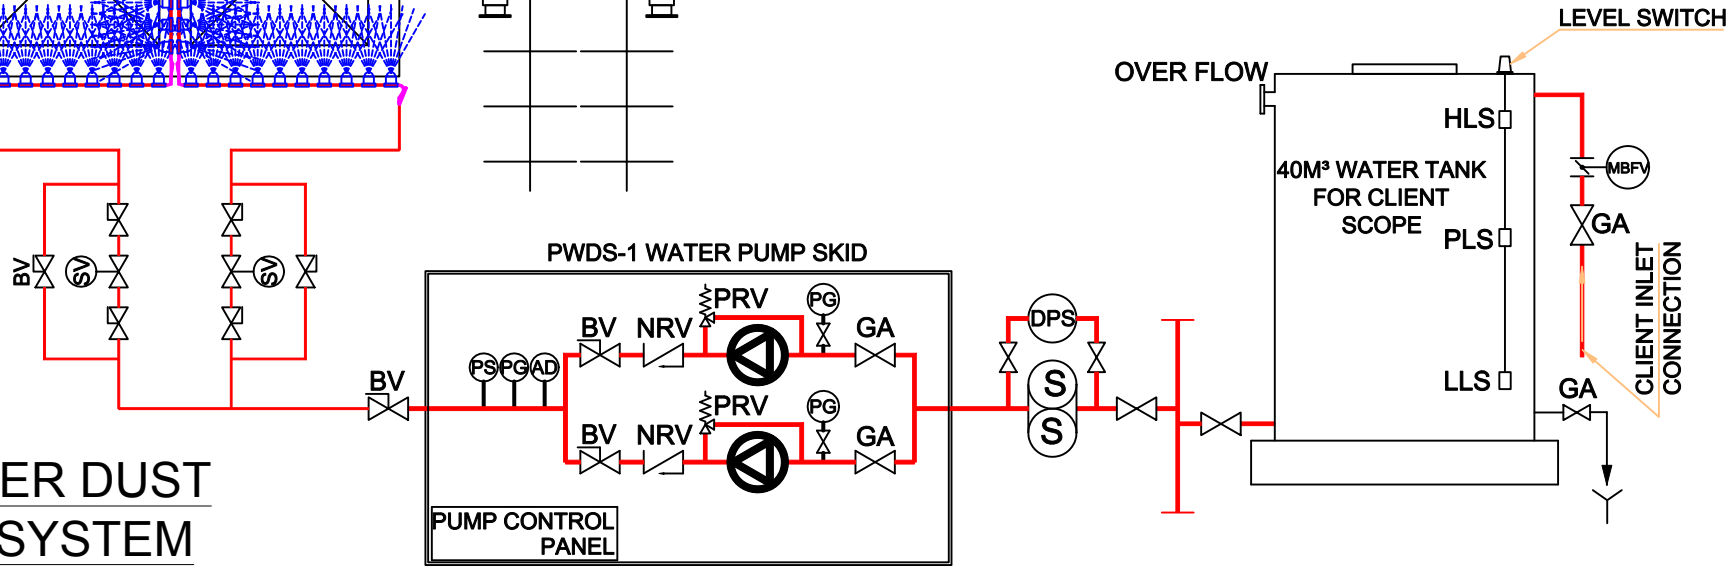 LEVEL SWITCH
OVER FLOW
HLS
40M³ WATER TANK
FOR CLIENT
SCOPE
MBFV
GA
PLS
CLIENT INLET
CONNECTION
LLS
GA
PWDS-1 WATER PUMP SKID
BV
SV
SV
PRV
PG
BV
NRV
GA
DPS
PS
PG
AD
BV
S
S
PRV
PG
BV
NRV
GA
PUMP CONTROL
PANEL
ER DUST
SYSTEM